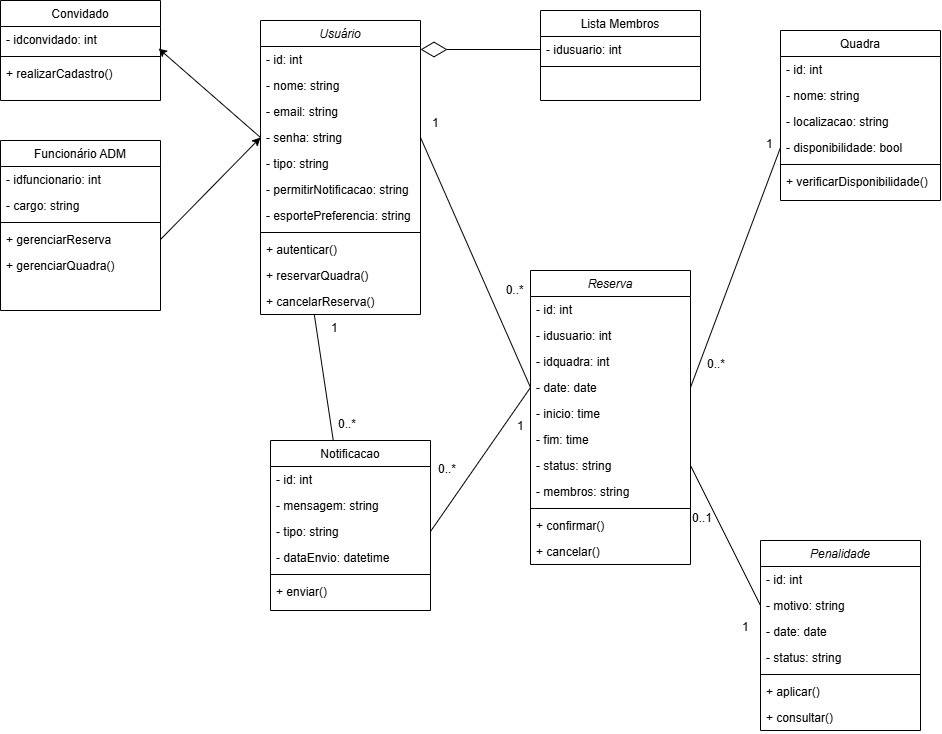 Convidado
- idconvidado: int
+ realizarCadastro()
Funcionário ADM
- idfuncionario: int
- cargo: string
+ gerenciarReserva
+ gerenciarQuadra()
Usuário
- id: int
- nome: string
- email: string
- senha: string
- tipo: string
- permitirNotificacao: string
- esportePreferencia: string
+ autenticar()
+ reservarQuadra()
+ cancelarReserva()
Lista Membros
- idusuario: int
Quadra
- id: int
- nome: string
- localizacao: string
- disponibilidade: bool
+ verificarDisponibilidade()
1
0..*
1
0..*
1
0..*
Reserva
- id: int
- idusuario: int
- idquadra: int
- date: date
- inicio: time
- fim: time
- status: string
- membros: string
+ confirmar()
+ cancelar()
Notificacao
- id: int
- mensagem: string
- tipo: string
- dataEnvio: datetime
+ enviar()
0..*
1
0..1
1
Penalidade
- id: int
- motivo: string
- date: date
- status: string
+ aplicar()
+ consultar()